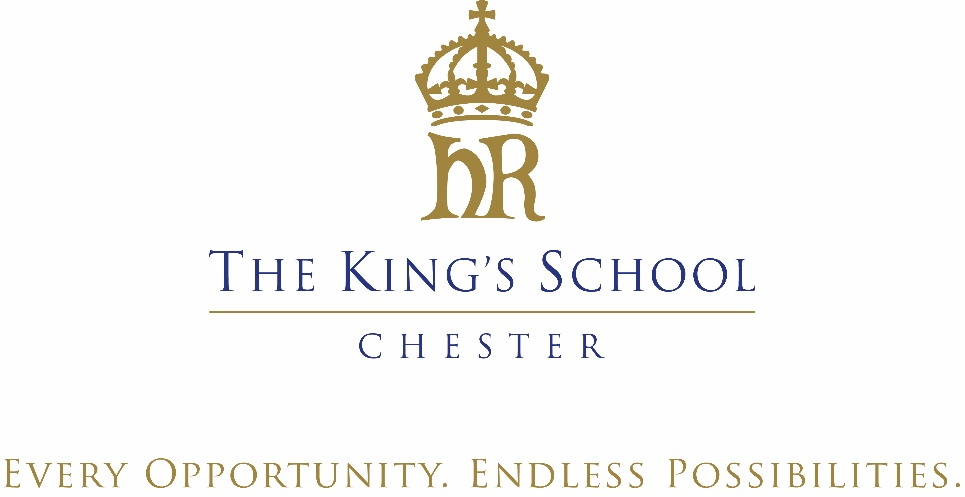 hR
THE KING'S SCHOOL
CHESTER
EVERY OPPORTUNITY. ENDLESS POSSIBILITIES.